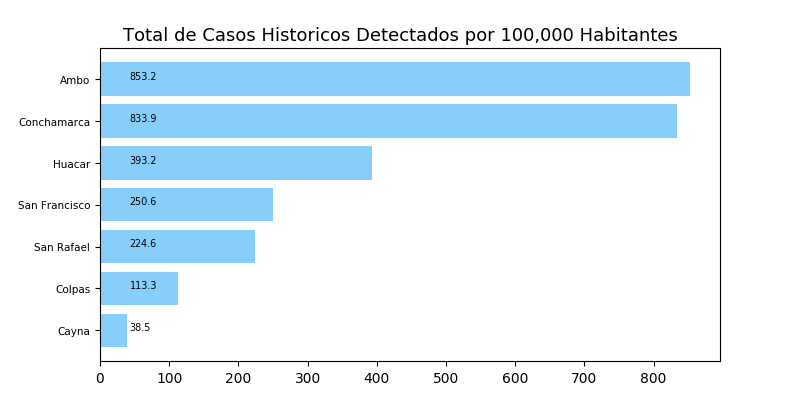 Total de Casos Historicos Detectados por 100,000 Habitantes
Ambo 853.2
Conchamarca 833.9
Huacar 393.2
San Francisco 250.6
San Rafael 224.6
Colpas 113.3
Cayna 38.5
0 100 200 300 400 500 600 700 800